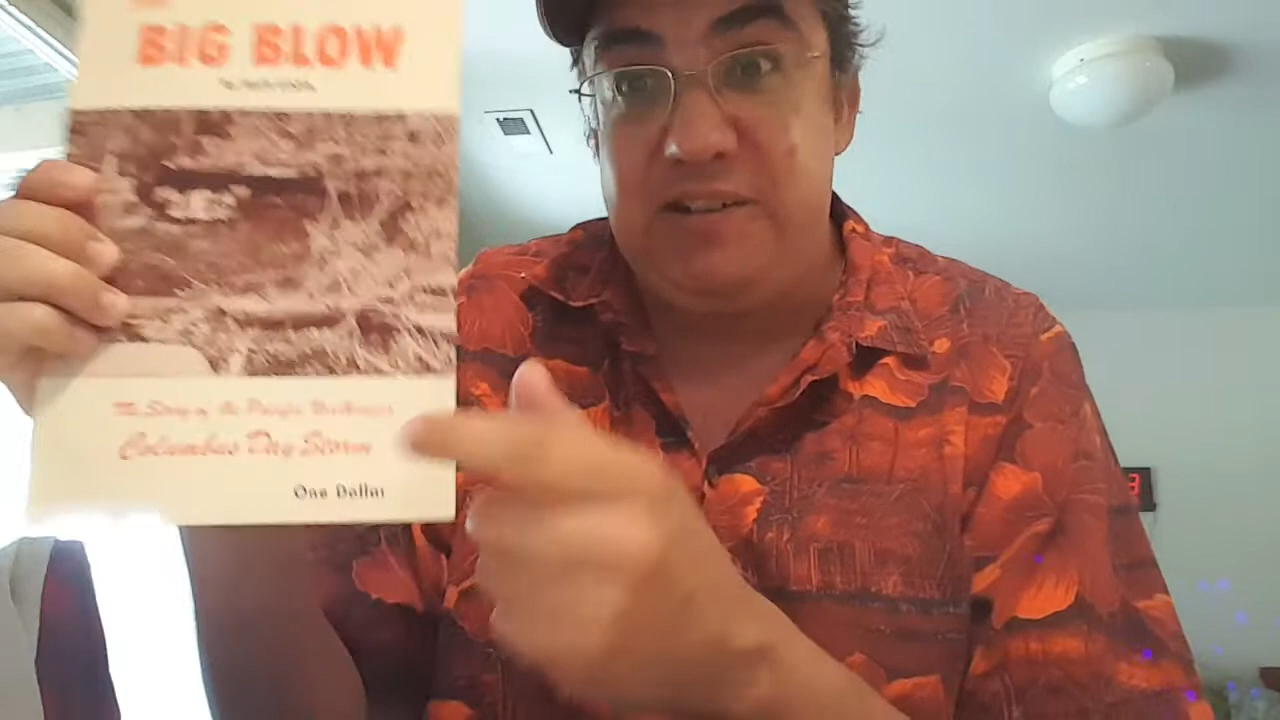 BIG BLOW
The Story of the Pacific Northwest's
Columbus Day Storm
One Dollar